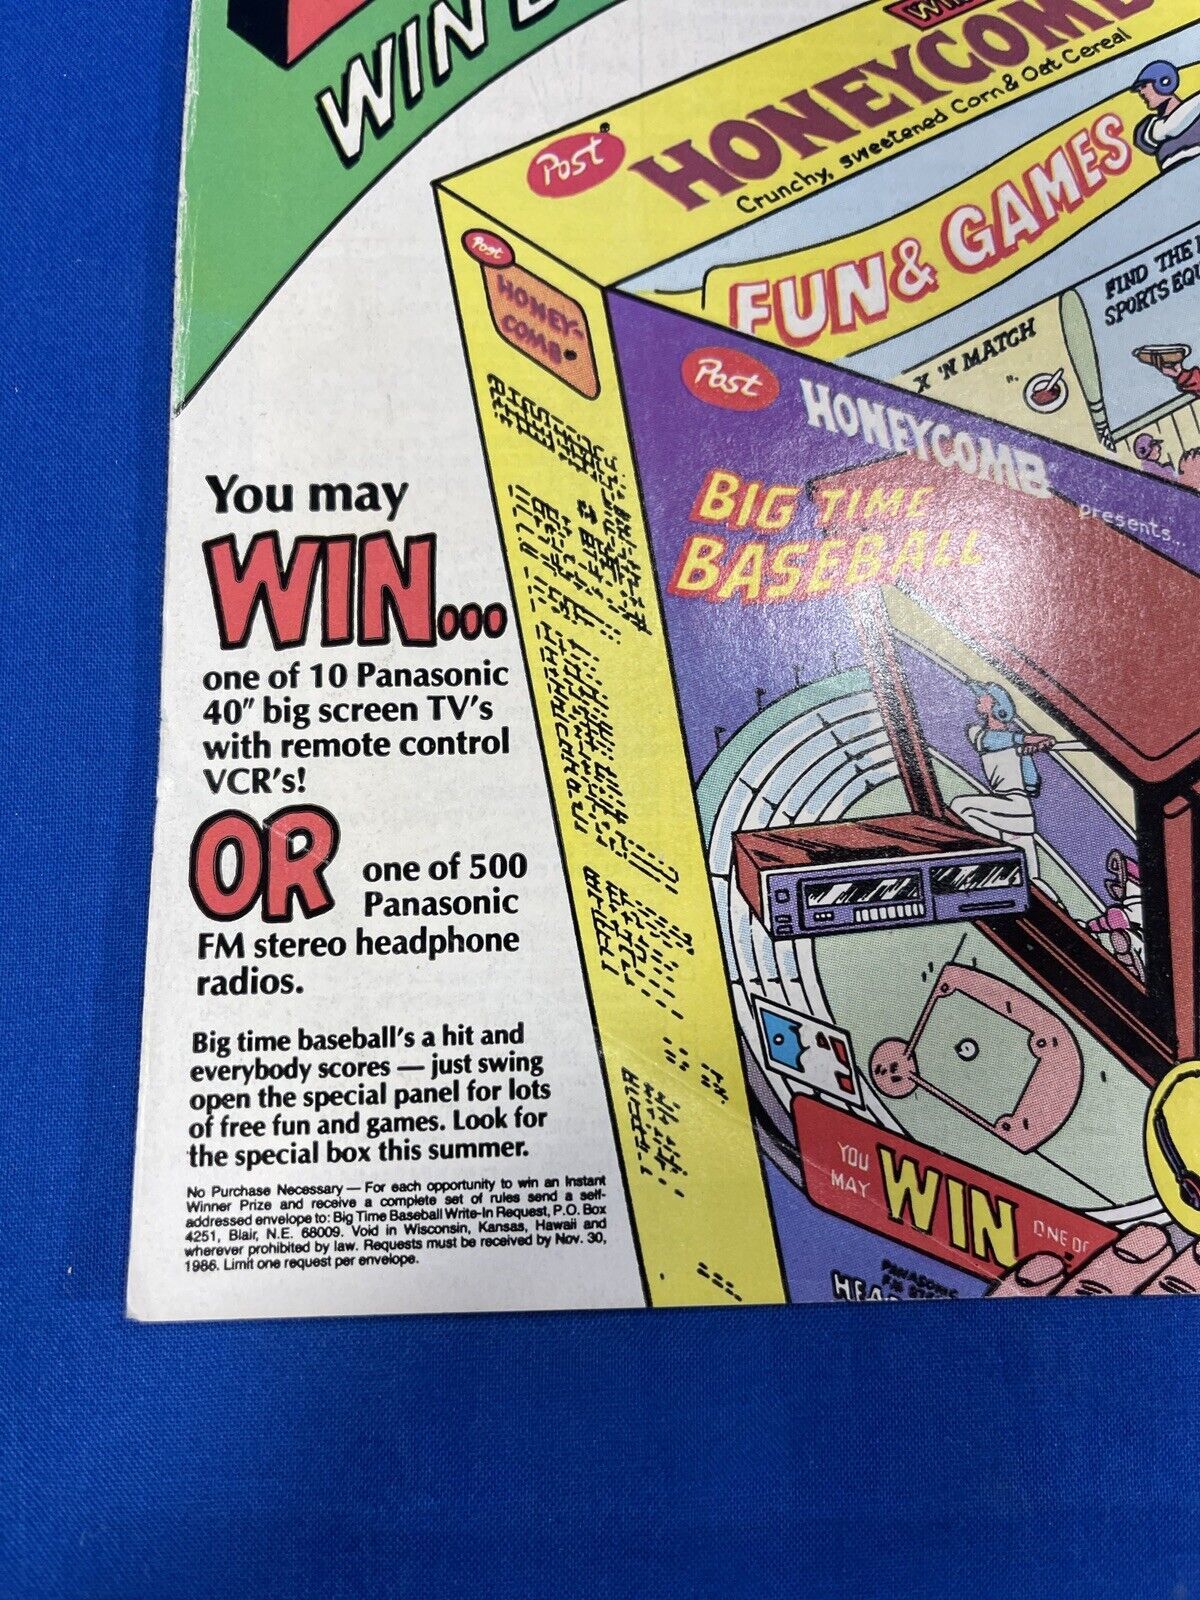 WIN
Post
HONEYCOMB
Crunchy, sweetened Corn & Oat Cereal
FUN & GAMES
FIND THE
X 'N MATCH
Post
HONEY-
COMB
Post
HONEYCOMB
presents...
BIG TIME
BASEBALL
You may
WIN...
one of 10 Panasonic
40" big screen TV's
with remote control
VCR's!
OR one of 500
Panasonic
FM stereo headphone
radios.
Big time baseball's a hit and
everybody scores — just swing
open the special panel for lots
of free fun and games. Look for
the special box this summer.
No Purchase Necessary — For each opportunity to win an Instant
Winner Prize and receive a complete set of rules send a self-
addressed envelope to: Big Time Baseball Write-In Request, P.O. Box
4251, Blair, N.E. 68009. Void in Wisconsin, Kansas, Hawaii and
wherever prohibited by law. Requests must be received by Nov. 30,
1986. Limit one request per envelope.
YOU
MAY WIN ONE OF
PANASONIC